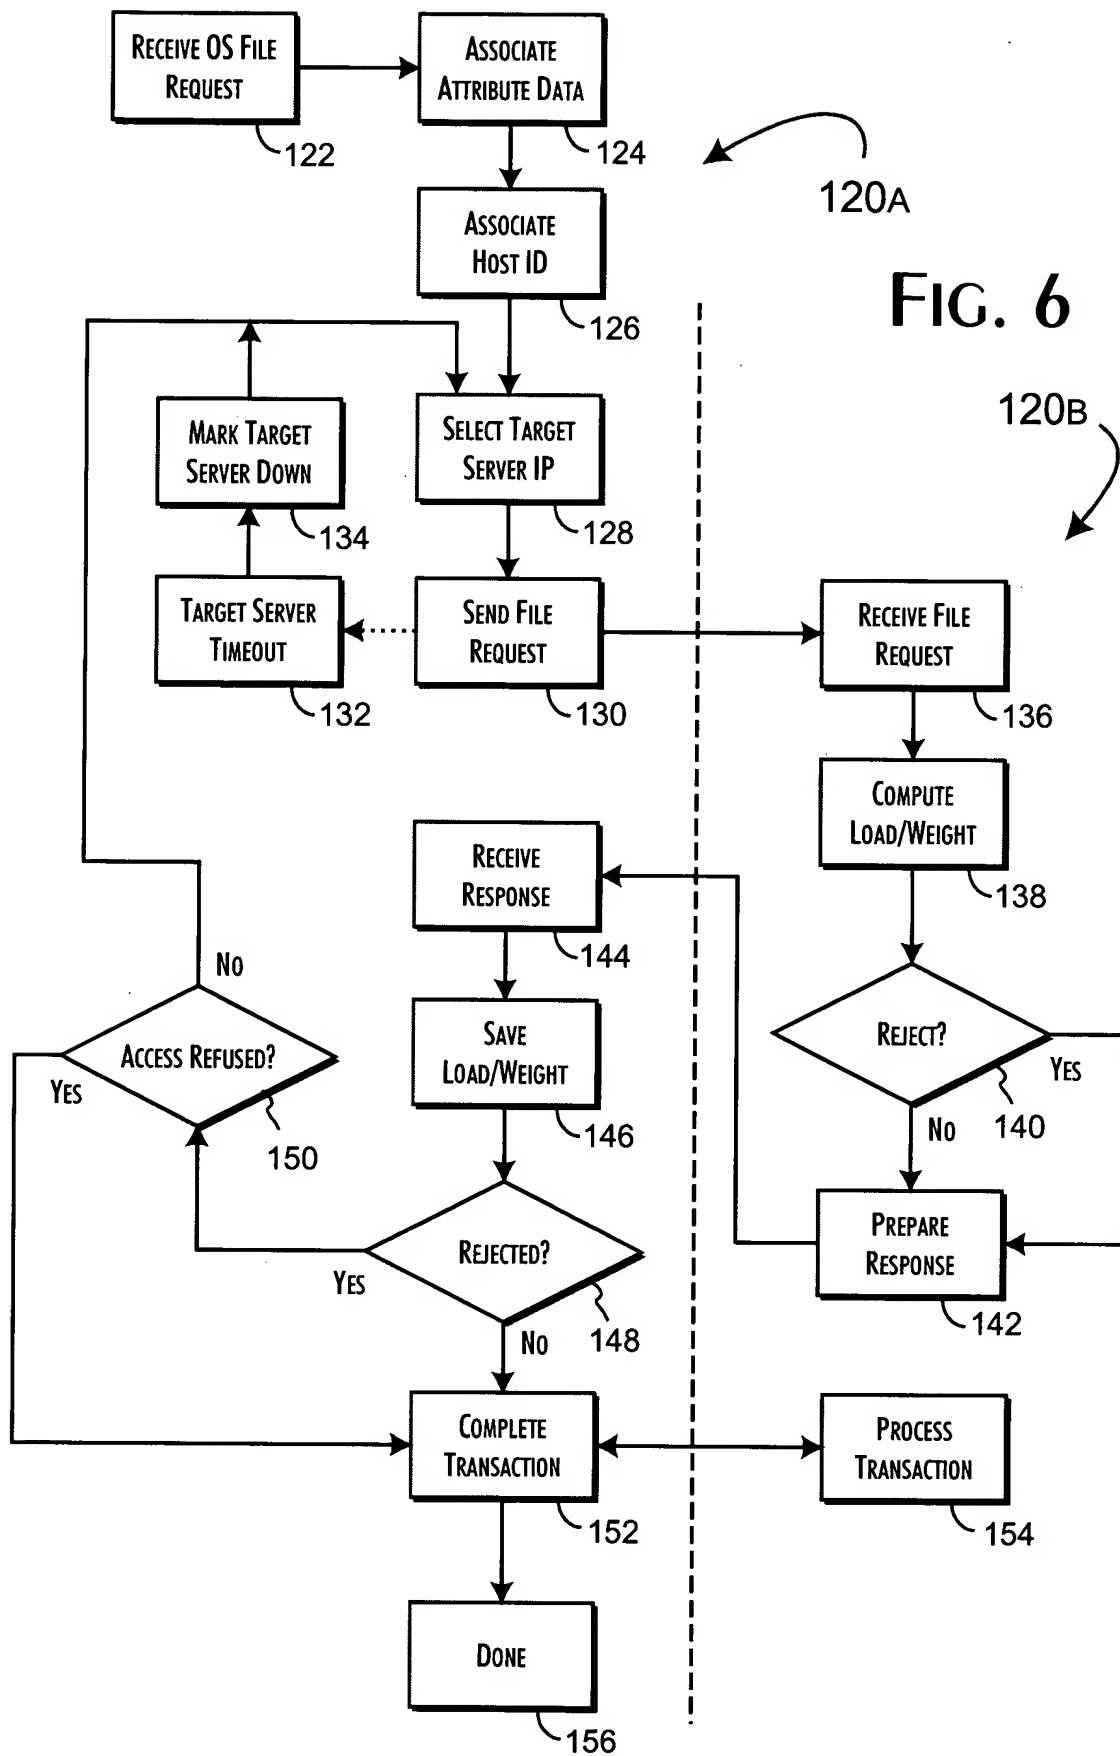 RECEIVE OS FILE
REQUEST
122
ASSOCIATE
ATTRIBUTE DATA
124
120A
ASSOCIATE
HOST ID
126
FIG. 6
120B
MARK TARGET
SERVER DOWN
134
SELECT TARGET
SERVER IP
128
TARGET SERVER
TIMEOUT
132
SEND FILE
REQUEST
130
RECEIVE FILE
REQUEST
136
COMPUTE
LOAD/WEIGHT
138
RECEIVE
RESPONSE
144
NO
ACCESS REFUSED?
YES
150
SAVE
LOAD/WEIGHT
146
REJECT?
YES
140
NO
REJECTED?
YES
148
NO
PREPARE
RESPONSE
142
COMPLETE
TRANSACTION
152
PROCESS
TRANSACTION
154
DONE
156